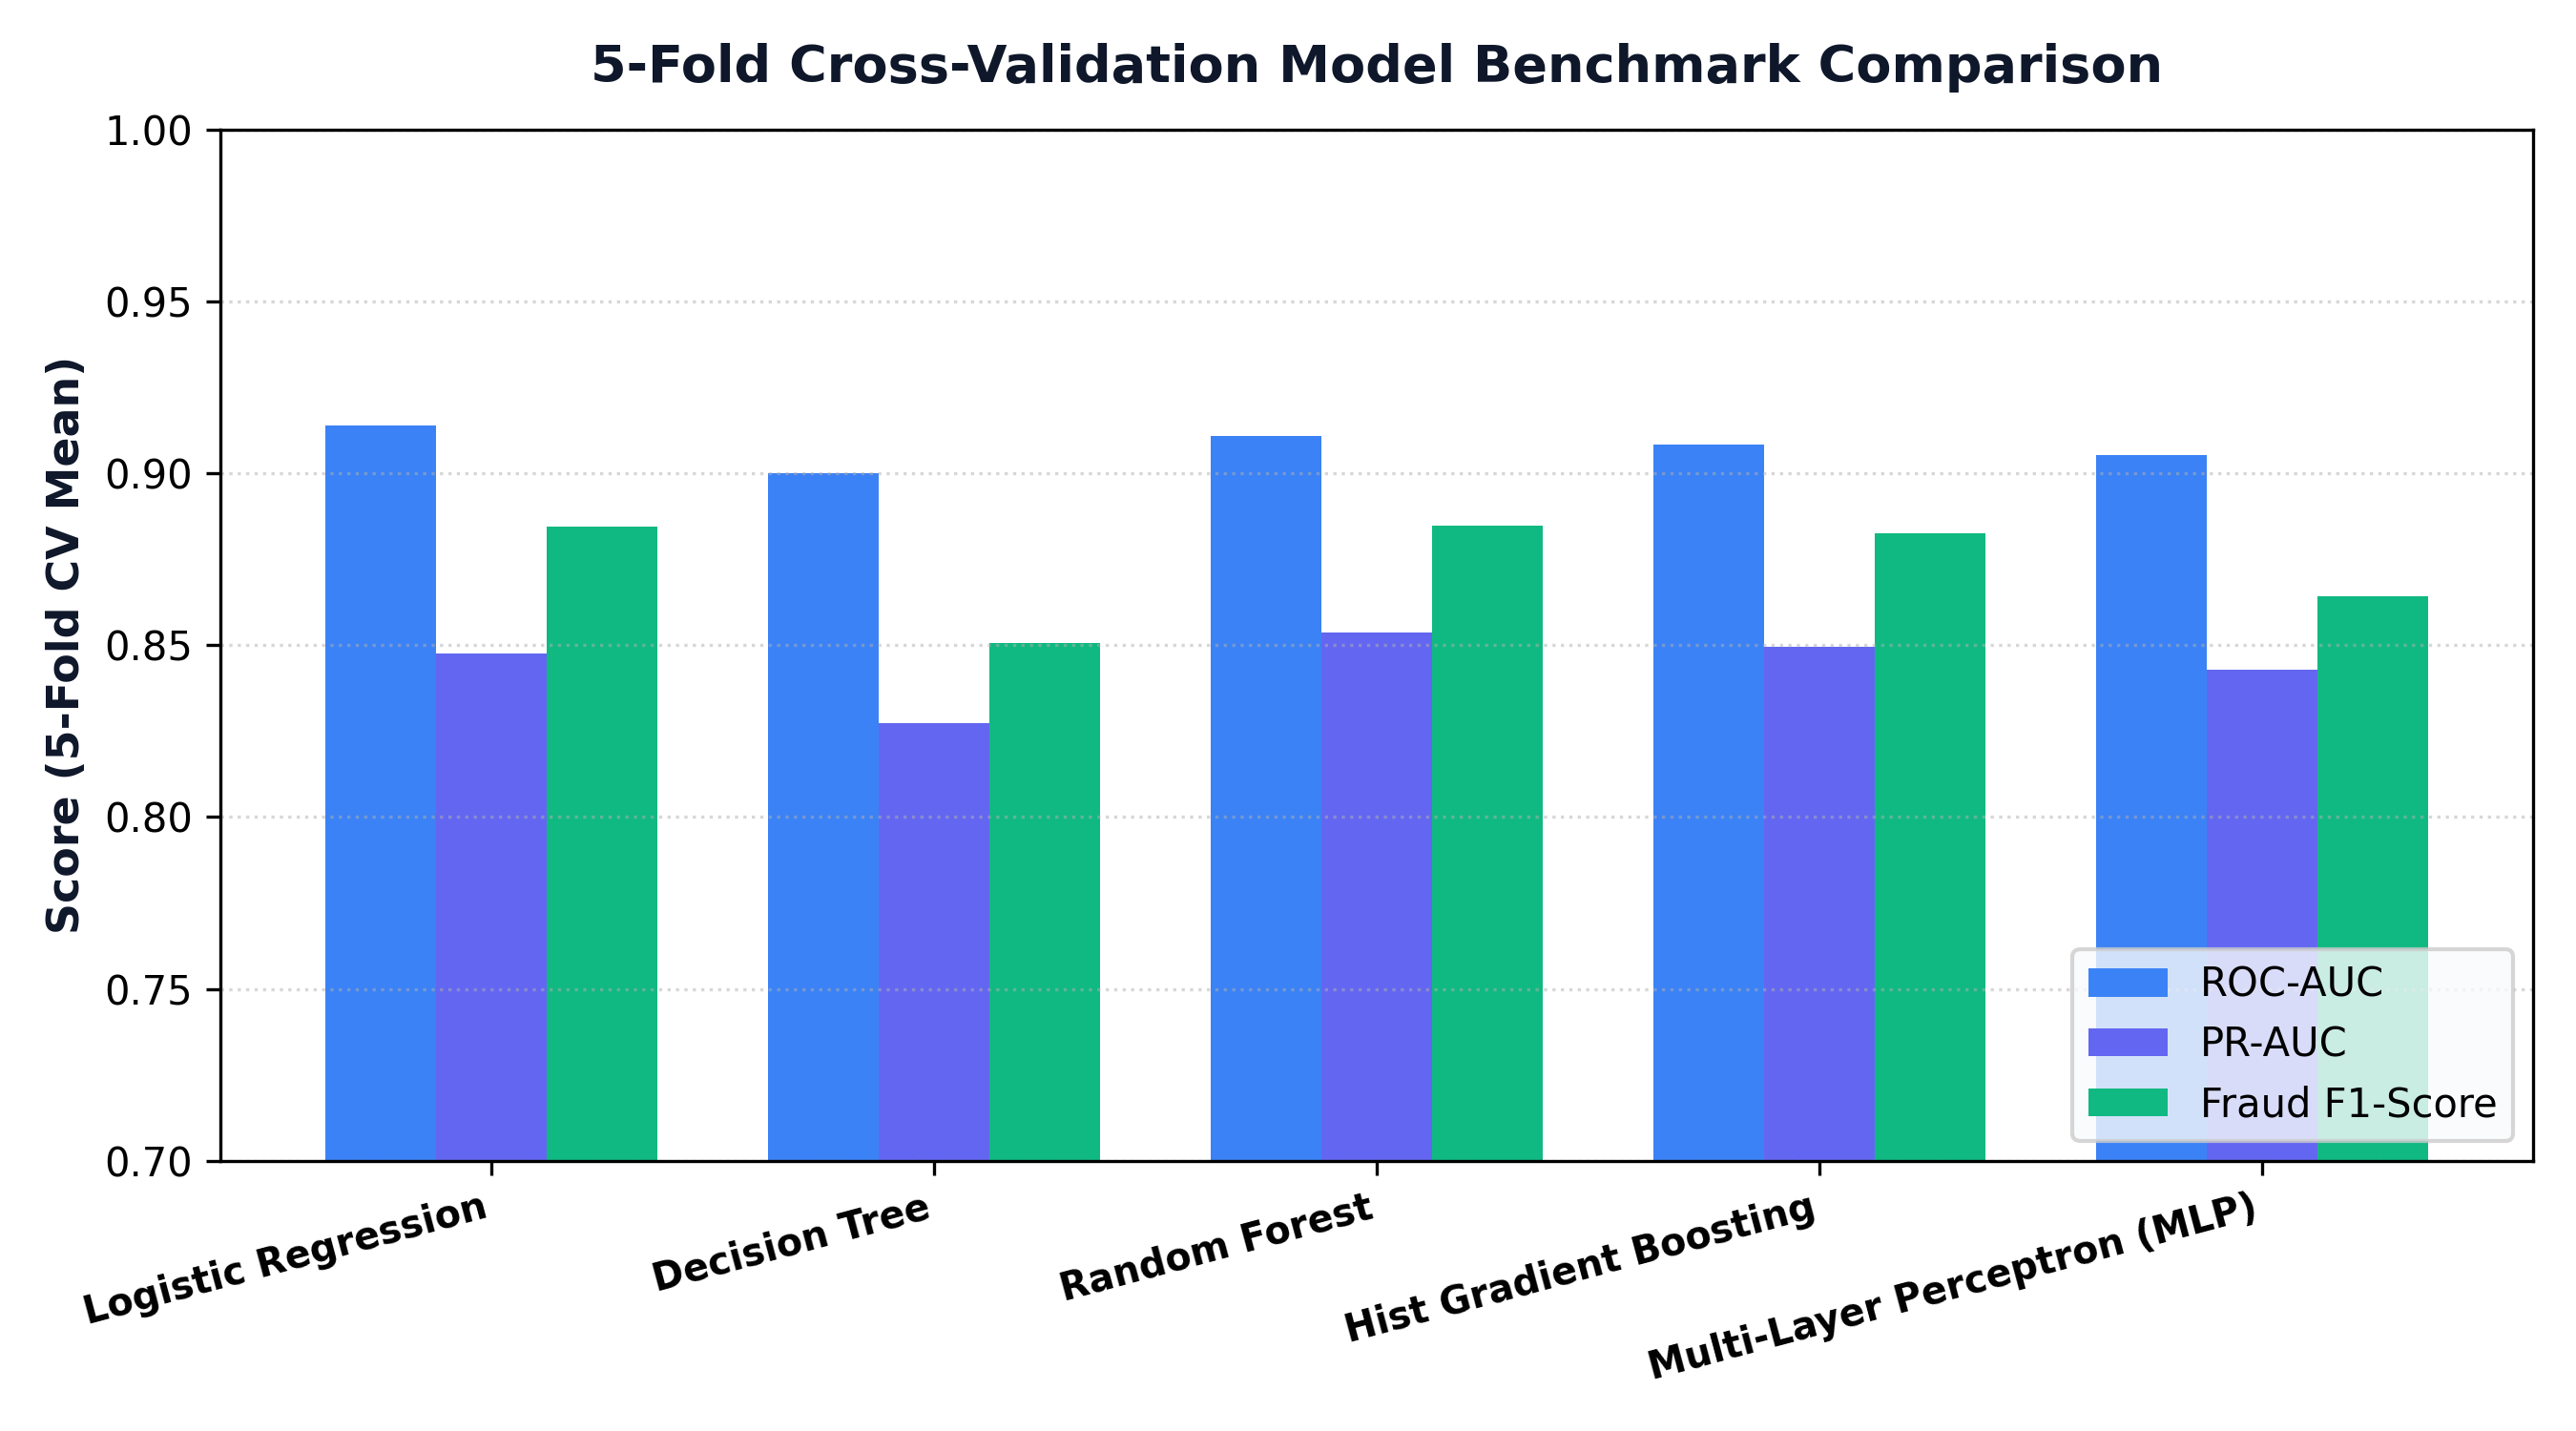 5-Fold Cross-Validation Model Benchmark Comparison
Score (5-Fold CV Mean)
1.00
0.95
0.90
0.85
0.80
0.75
0.70
ROC-AUC
PR-AUC
Fraud F1-Score
Logistic Regression
Decision Tree
Random Forest
Hist Gradient Boosting
Multi-Layer Perceptron (MLP)